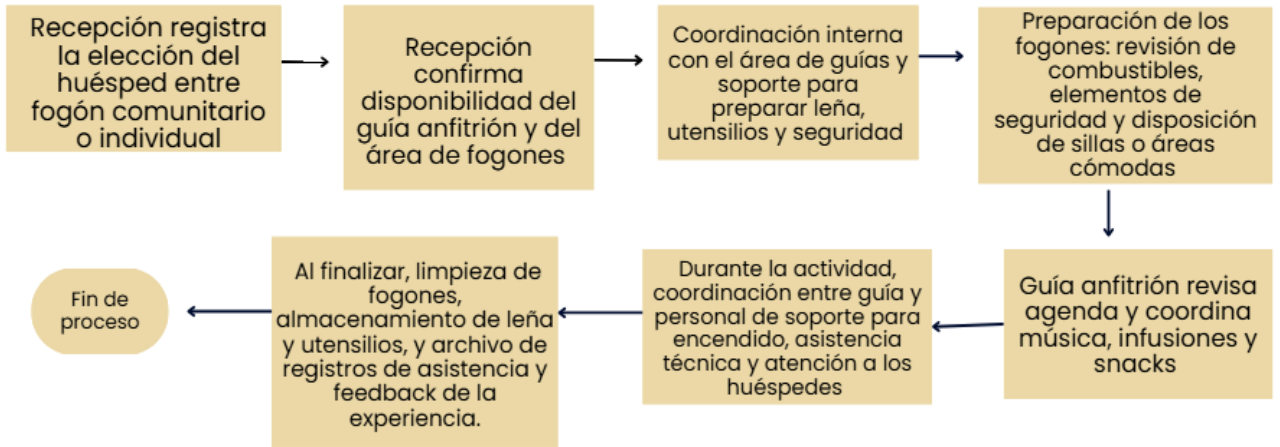 Recepción registra
la elección del
huésped entre
fogón comunitario
o individual
Recepción
confirma
disponibilidad del
guía anfitrión y del
área de fogones
Coordinación interna
con el área de guías y
soporte para
preparar leña,
utensilios y seguridad
Preparación de los
fogones: revisión de
combustibles,
elementos de
seguridad y disposición
de sillas o áreas
cómodas
Guía anfitrión revisa
agenda y coordina
música, infusiones y
snacks
Durante la actividad,
coordinación entre guía y
personal de soporte para
encendido, asistencia
técnica y atención a los
huéspedes
Al finalizar, limpieza de
fogones,
almacenamiento de leña
y utensilios, y archivo de
registros de asistencia y
feedback de la
experiencia.
Fin de
proceso